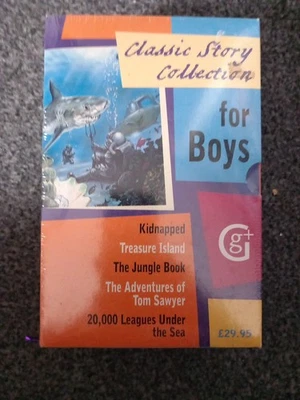 Classic Story
Collection
for
Boys
Kidnapped
Treasure Island
The Jungle Book
The Adventures of
Tom Sawyer
20,000 Leagues Under
the Sea
G g+
£29.95